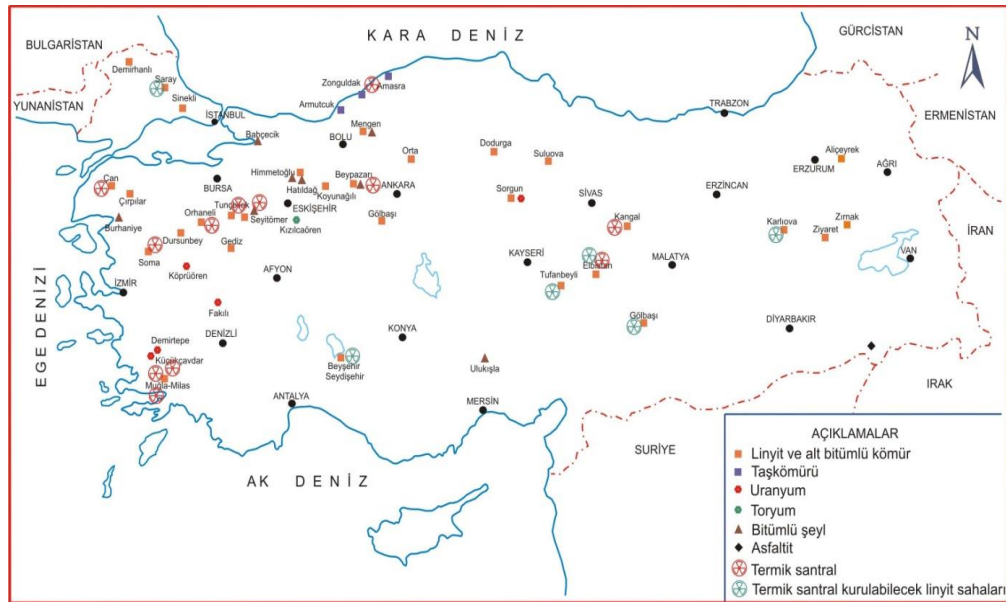 KARA DENİZ
GÜRCİSTAN
BULGARİSTAN
N
Demirhanlı
Saray
Zonguldak
Amasra
YUNANİSTAN
Sinekli
Armutcuk
İSTANBUL
TRABZON
ERMENİSTAN
Mengen
Bahçecik
BOLU
Orta
Dodurga
Suluova
Aliçeyrek
ERZURUM
AĞRI
Himmetoğlu
Beypazarı
Çan
BURSA
Hatıldağ
Koyunağılı
ANKARA
Sorgun
SİVAS
ERZİNCAN
Çırpılar
Tunçbilek
ESKİŞEHİR
Orhaneli
Seyitömer
Kızılcaören
Gölbaşı
Kangal
Karlıova
Zırnak
İRAN
Burhaniye
Dursunbey
Gediz
Ziyaret
Soma
KAYSERİ
Elbistan
MALATYA
VAN
Köprüören
AFYON
Tufanbeyli
İZMİR
Fakılı
Gölbaşı
DİYARBAKIR
EGE DENİZİ
Demirtepe
DENİZLİ
KONYA
Küçükçavdar
Beyşehir
Seydişehir
Ulukışla
Muğla-Milas
ANTALYA
MERSİN
IRAK
SURİYE
AK DENİZ
AÇIKLAMALAR
Linyit ve alt bitümlü kömür
Taşkömürü
Uranyum
Toryum
Bitümlü şeyl
Asfaltit
Termik santral
Termik santral kurulabilecek linyit sahaları